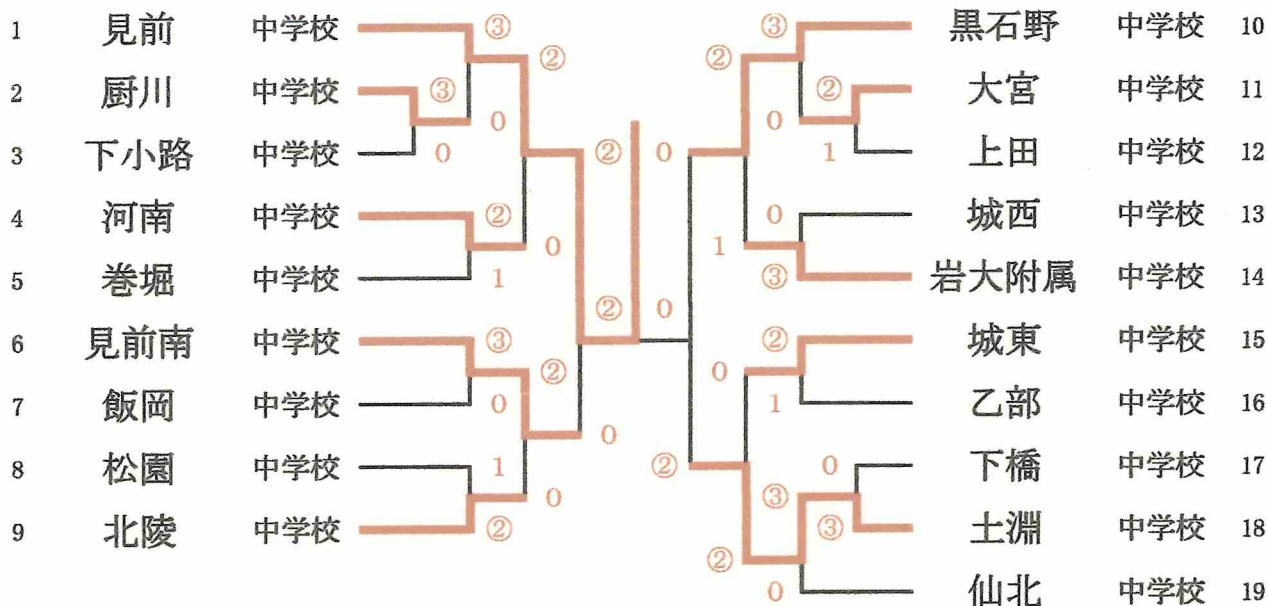 1 見前 中学校 ③ ③ 黒石野 中学校 10
② ②
2 厨川 中学校 ③ ② 大宮 中学校 11
0 0
3 下小路 中学校 0 ② 0 1 上田 中学校 12
4 河南 中学校 ② 0 城西 中学校 13
0 1
5 巻堀 中学校 1 ③ 岩大附属 中学校 14
② 0
6 見前南 中学校 ③ ② 城東 中学校 15
② 0
7 飯岡 中学校 0 1 乙部 中学校 16
0
8 松園 中学校 1 ② 0 下橋 中学校 17
0 ③
9 北陵 中学校 ② ③ 土淵 中学校 18
②
0 仙北 中学校 19